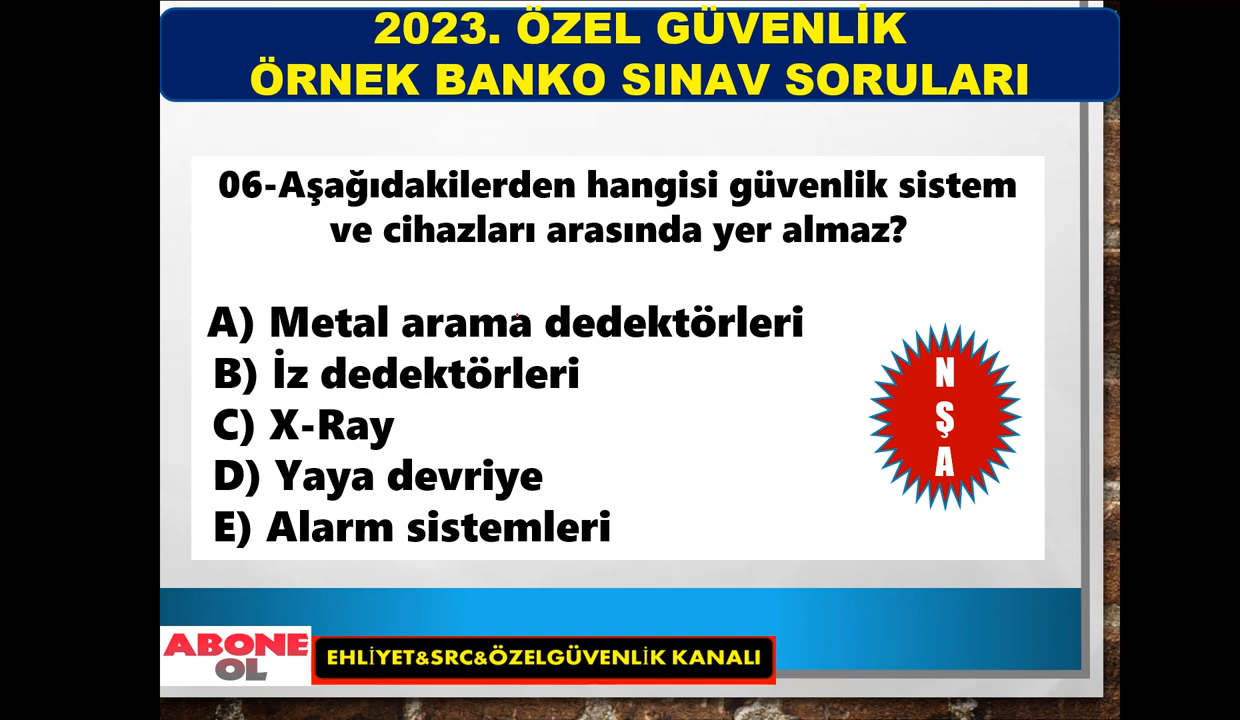 2023. ÖZEL GÜVENLİK
ÖRNEK BANKO SINAV SORULARI
06-Aşağıdakilerden hangisi güvenlik sistem
ve cihazları arasında yer almaz?
A) Metal arama dedektörleri
B) İz dedektörleri
C) X-Ray
D) Yaya devriye
E) Alarm sistemleri
N
Ş
A
ABONE
OL
EHLİYET&SRC&ÖZELGÜVENLİK KANALI